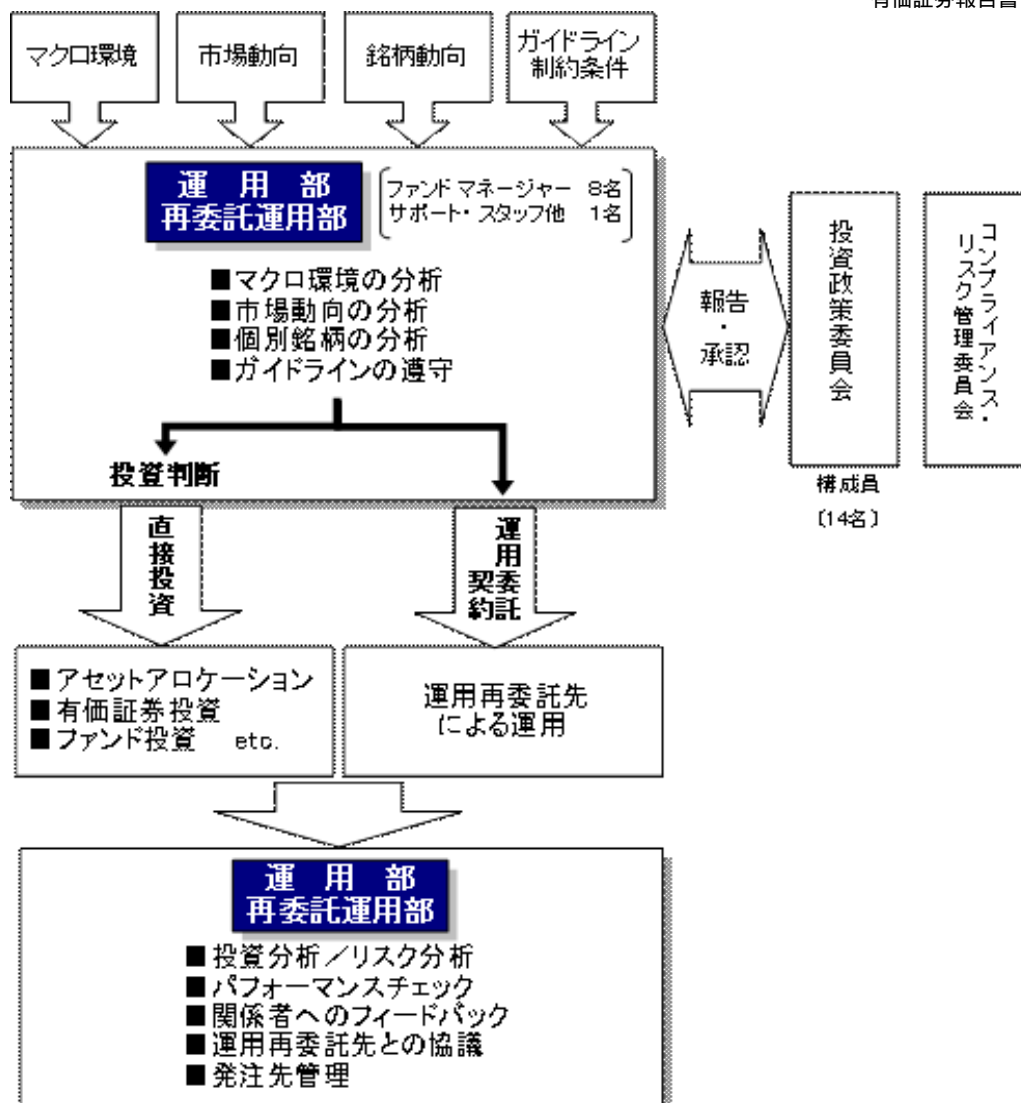 有価証券報告書
マクロ環境
市場動向
銘柄動向
ガイドライン
制約条件
運 用 部
再委託運用部
ファンドマネージャー 8名
サポート・スタッフ他 1名
■マクロ環境の分析
■市場動向の分析
■個別銘柄の分析
■ガイドラインの遵守
報告
・
承認
投資政策委員会
コンプライアンス・
リスク管理委員会
構成員
〔14名〕
投資判断
直接投資
運用委託
契約
■アセットアロケーション
■有価証券投資
■ファンド投資 etc.
運用再委託先
による運用
運 用 部
再委託運用部
■投資分析／リスク分析
■パフォーマンスチェック
■関係者へのフィードバック
■運用再委託先との協議
■発注先管理